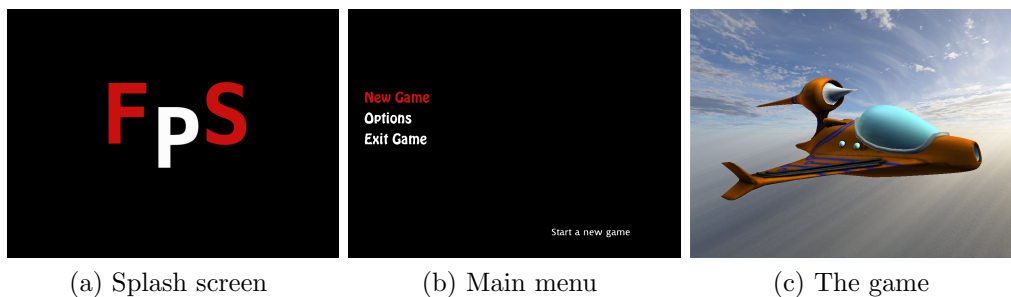 FPS
New Game
Options
Exit Game
Start a new game
(a) Splash screen
(b) Main menu
(c) The game